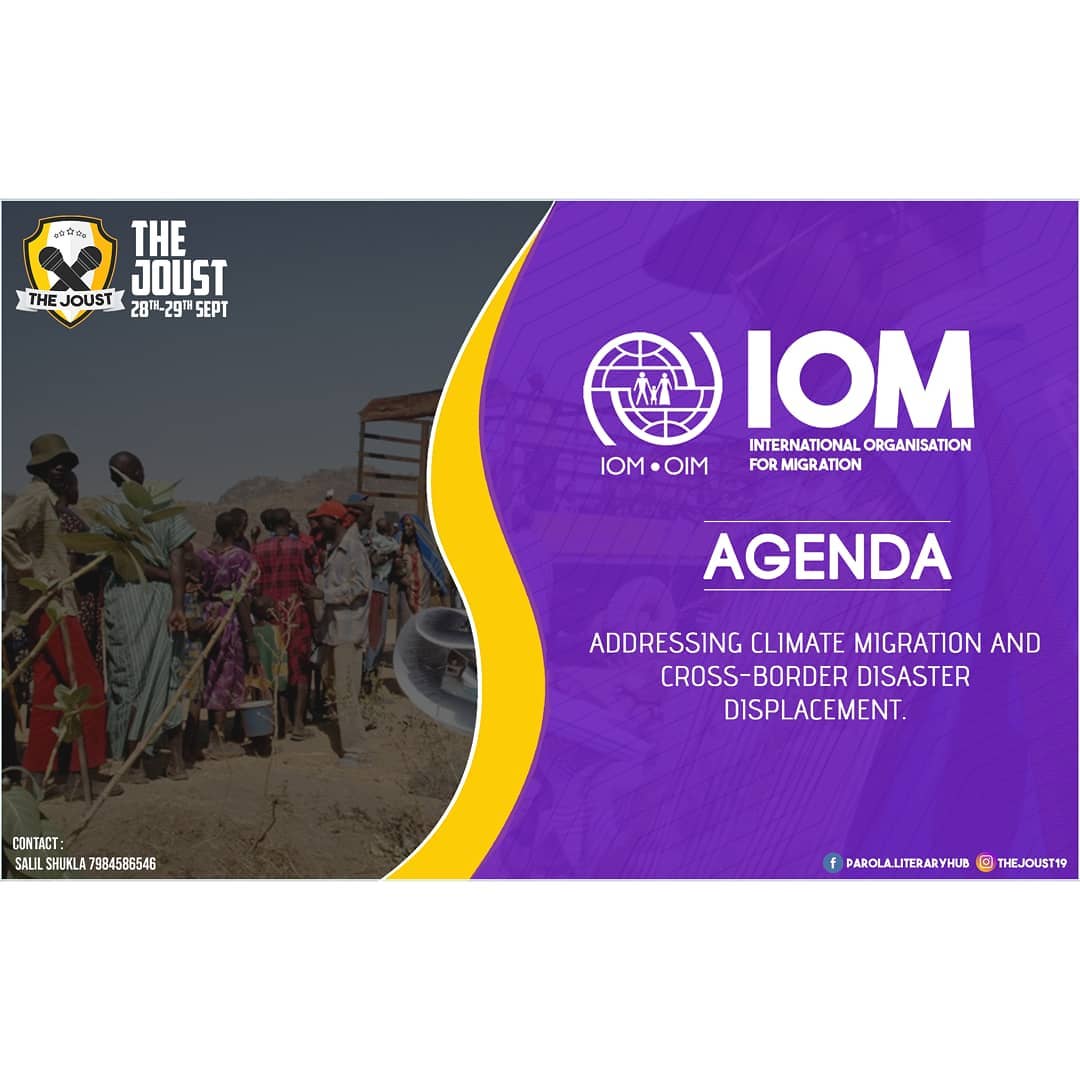 THE JOUST
THE
JOUST
28TH-29TH SEPT
IOM • OIM
IOM
INTERNATIONAL ORGANISATION
FOR MIGRATION
AGENDA
ADDRESSING CLIMATE MIGRATION AND
CROSS-BORDER DISASTER
DISPLACEMENT.
CONTACT :
SALIL SHUKLA 7984586546
f PAROLA.LITERARYHUB THEJOUST19